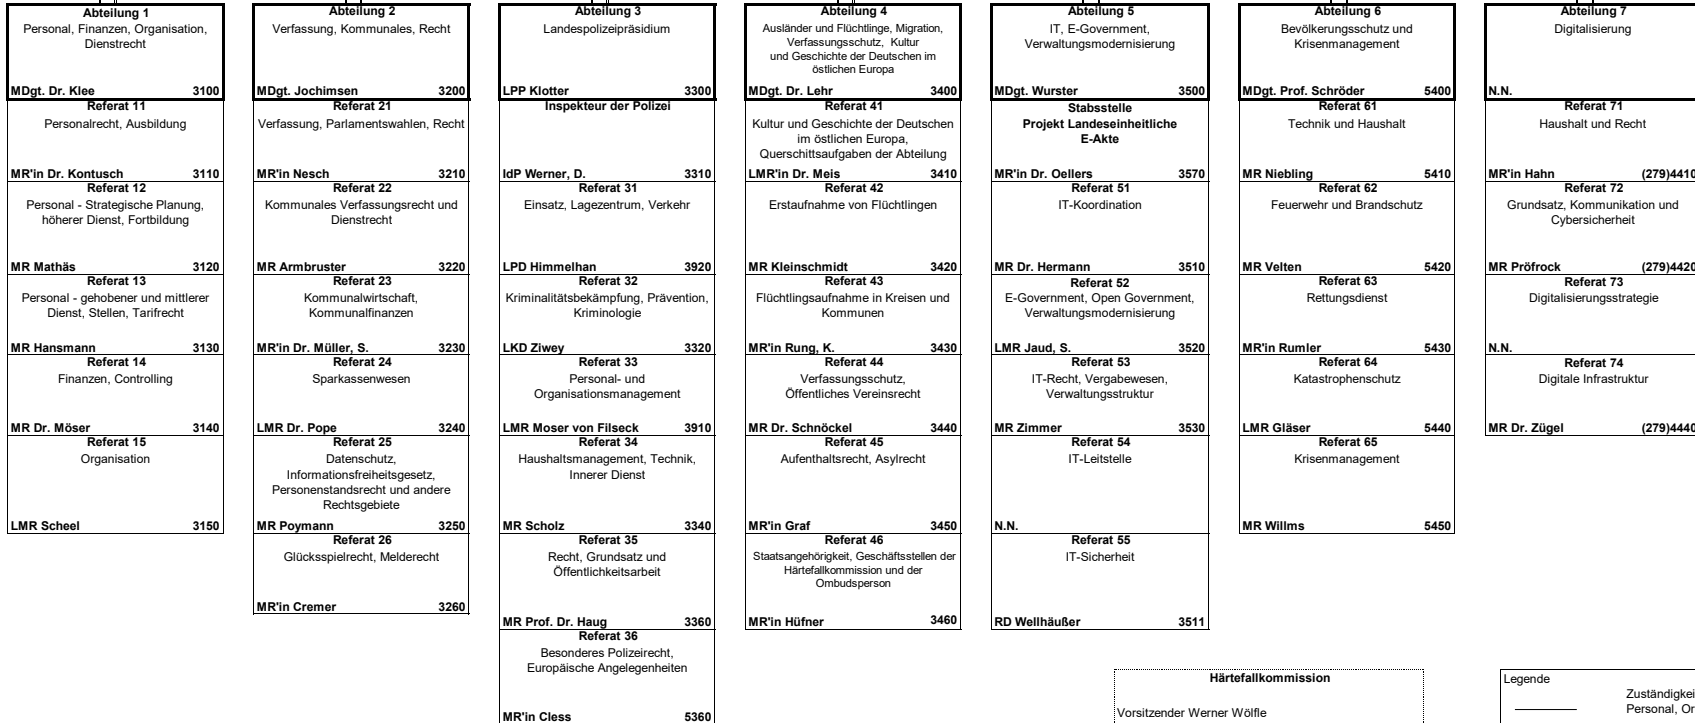 Abteilung 1
Personal, Finanzen, Organisation,
Dienstrecht
MDgt. Dr. Klee 3100
Referat 11
Personalrecht, Ausbildung
MR'in Dr. Kontusch 3110
Referat 12
Personal - Strategische Planung,
höherer Dienst, Fortbildung
MR Mathäs 3120
Referat 13
Personal - gehobener und mittlerer
Dienst, Stellen, Tarifrecht
MR Hansmann 3130
Referat 14
Finanzen, Controlling
MR Dr. Möser 3140
Referat 15
Organisation
LMR Scheel 3150
Abteilung 2
Verfassung, Kommunales, Recht
MDgt. Jochimsen 3200
Referat 21
Verfassung, Parlamentswahlen, Recht
MR'in Nesch 3210
Referat 22
Kommunales Verfassungsrecht und
Dienstrecht
MR Armbruster 3220
Referat 23
Kommunalwirtschaft,
Kommunalfinanzen
MR'in Dr. Müller, S. 3230
Referat 24
Sparkassenwesen
LMR Dr. Pope 3240
Referat 25
Datenschutz,
Informationsfreiheitsgesetz,
Personenstandsrecht und andere
Rechtsgebiete
MR Poymann 3250
Referat 26
Glücksspielrecht, Melderecht
MR'in Cremer 3260
Abteilung 3
Landespolizeipräsidium
LPP Klotter 3300
Inspekteur der Polizei
IdP Werner, D. 3310
Referat 31
Einsatz, Lagezentrum, Verkehr
LPD Himmelhan 3920
Referat 32
Kriminalitätsbekämpfung, Prävention,
Kriminologie
LKD Ziwey 3320
Referat 33
Personal- und
Organisationsmanagement
LMR Moser von Filseck 3910
Referat 34
Haushaltsmanagement, Technik,
Innerer Dienst
MR Scholz 3340
Referat 35
Recht, Grundsatz und
Öffentlichkeitsarbeit
MR Prof. Dr. Haug 3360
Referat 36
Besonderes Polizeirecht,
Europäische Angelegenheiten
MR'in Cless 5360
Abteilung 4
Ausländer und Flüchtlinge, Migration,
Verfassungsschutz, Kultur
und Geschichte der Deutschen im
östlichen Europa
MDgt. Dr. Lehr 3400
Referat 41
Kultur und Geschichte der Deutschen
im östlichen Europa,
Querschittsaufgaben der Abteilung
LMR'in Dr. Meis 3410
Referat 42
Erstaufnahme von Flüchtlingen
MR Kleinschmidt 3420
Referat 43
Flüchtlingsaufnahme in Kreisen und
Kommunen
MR'in Rung, K. 3430
Referat 44
Verfassungsschutz,
Öffentliches Vereinsrecht
MR Dr. Schnöckel 3440
Referat 45
Aufenthaltsrecht, Asylrecht
MR'in Graf 3450
Referat 46
Staatsangehörigkeit, Geschäftsstellen der
Härtefallkommission und der
Ombudsperson
MR'in Hüfner 3460
Abteilung 5
IT, E-Government,
Verwaltungsmodernisierung
MDgt. Wurster 3500
Stabsstelle
Projekt Landeseinheitliche
E-Akte
MR'in Dr. Oellers 3570
Referat 51
IT-Koordination
MR Dr. Hermann 3510
Referat 52
E-Government, Open Government,
Verwaltungsmodernisierung
LMR Jaud, S. 3520
Referat 53
IT-Recht, Vergabewesen,
Verwaltungsstruktur
MR Zimmer 3530
Referat 54
IT-Leitstelle
N.N.
Referat 55
IT-Sicherheit
RD Wellhäußer 3511
Abteilung 6
Bevölkerungsschutz und
Krisenmanagement
MDgt. Prof. Schröder 5400
Referat 61
Technik und Haushalt
MR Niebling 5410
Referat 62
Feuerwehr und Brandschutz
MR Velten 5420
Referat 63
Rettungsdienst
MR'in Rumler 5430
Referat 64
Katastrophenschutz
LMR Gläser 5440
Referat 65
Krisenmanagement
MR Willms 5450
Abteilung 7
Digitalisierung
N.N.
Referat 71
Haushalt und Recht
MR'in Hahn (279)4410
Referat 72
Grundsatz, Kommunikation und
Cybersicherheit
MR Pröfrock (279)4420
Referat 73
Digitalisierungsstrategie
N.N.
Referat 74
Digitale Infrastruktur
MR Dr. Zügel (279)4440
Härtefallkommission
Vorsitzender Werner Wölfle
Legende
Zuständigkei
Personal, Or